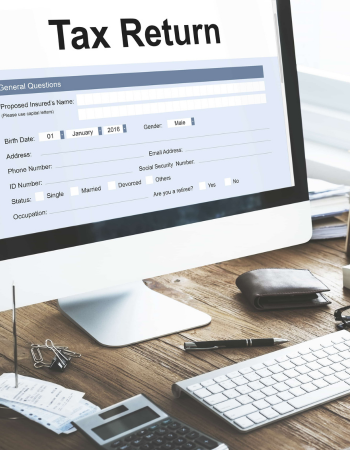 Tax Return
General Questions
Proposed Insured's Name:
(Please use capital letters)
Birth Date: 01 January 2016 Gender: Male
Address:
Phone Number: Email Address:
ID Number: Social Security Number:
Status: Single Married Divorced Others
Occupation: Are you a retiree? Yes No